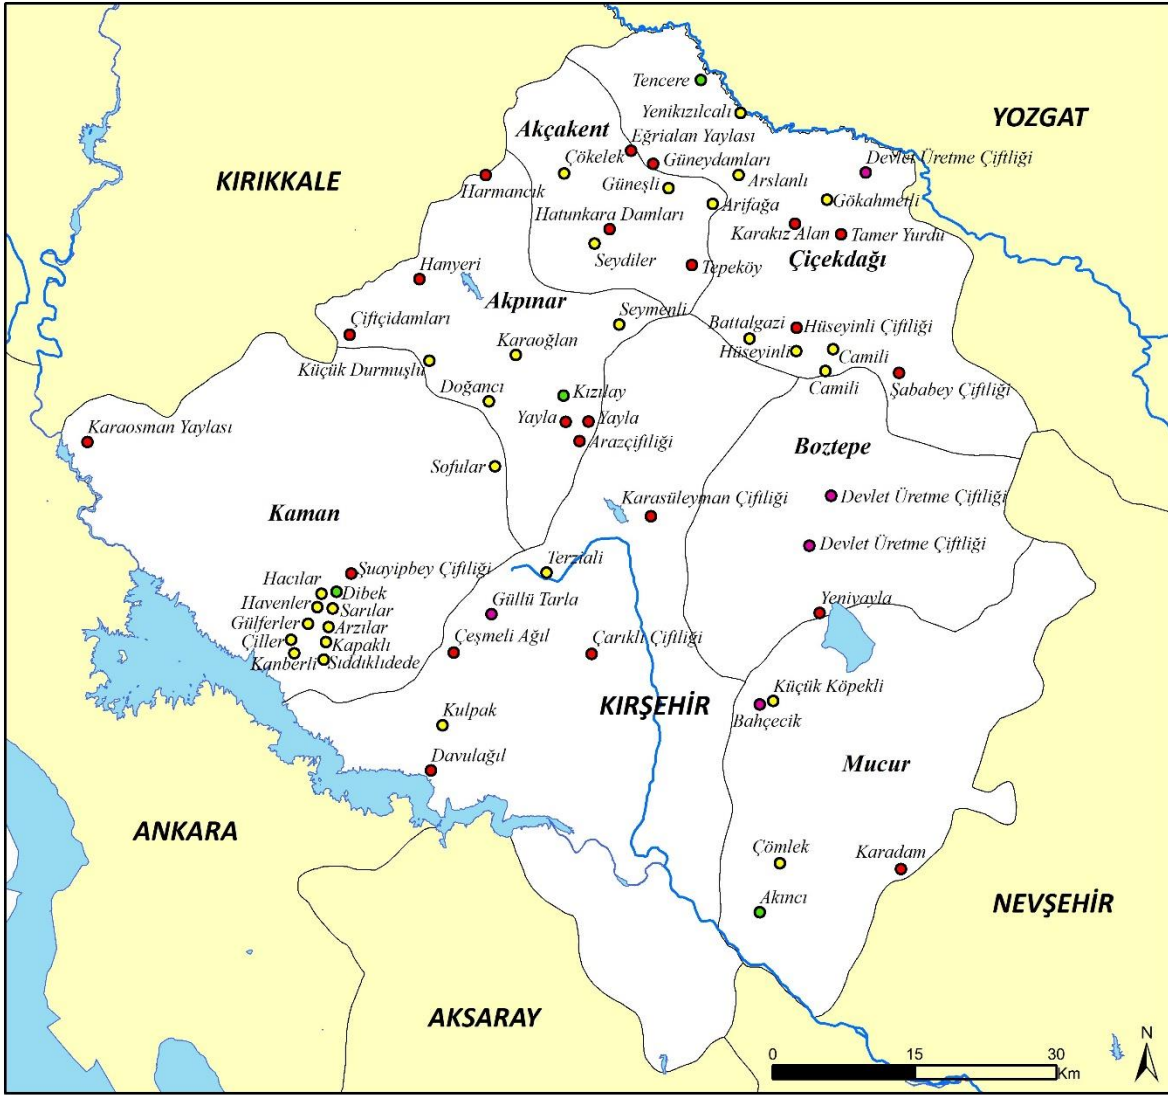 Tencere
YOZGAT
Yenikızılcalı
Akçakent
Eğrialan Yaylası
Çökelek
Güneydamları
Devlet Üretme Çiftliği
KIRIKKALE
Harmancık
Güneşli
Arslanlı
Gökahmetli
Arifağa
Hatunkara Damları
Karakız Alan
Tamer Yurdu
Seydiler
Çiçekdağı
Hanyeri
Tepeköy
Akpınar
Seymenli
Çiftçidamları
Battalgazi
Hüseyinli Çiftliği
Karaoğlan
Hüseyinli
Camili
Küçük Durmuşlu
Camili
Doğancı
Kızılay
Şababey Çiftliği
Yayla
Yayla
Karaosman Yaylası
Arazçiftliği
Boztepe
Sofular
Karasüleyman Çiftliği
Devlet Üretme Çiftliği
Kaman
Devlet Üretme Çiftliği
Terziali
Şuayipbey Çiftliği
Hacılar
Dibek
Havenler
Sarılar
Güllü Tarla
Yeniyayla
Gülferler
Arzılar
Çiller
Kapaklı
Çeşmeli Ağıl
Çarıklı Çiftliği
Kanberli
Sıddıklıdede
Küçük Köpekli
KIRŞEHİR
Bahçecik
Kulpak
Davulağıl
Mucur
ANKARA
Çömlek
Karadam
Akıncı
NEVŞEHİR
AKSARAY
N
0 15 30
Km